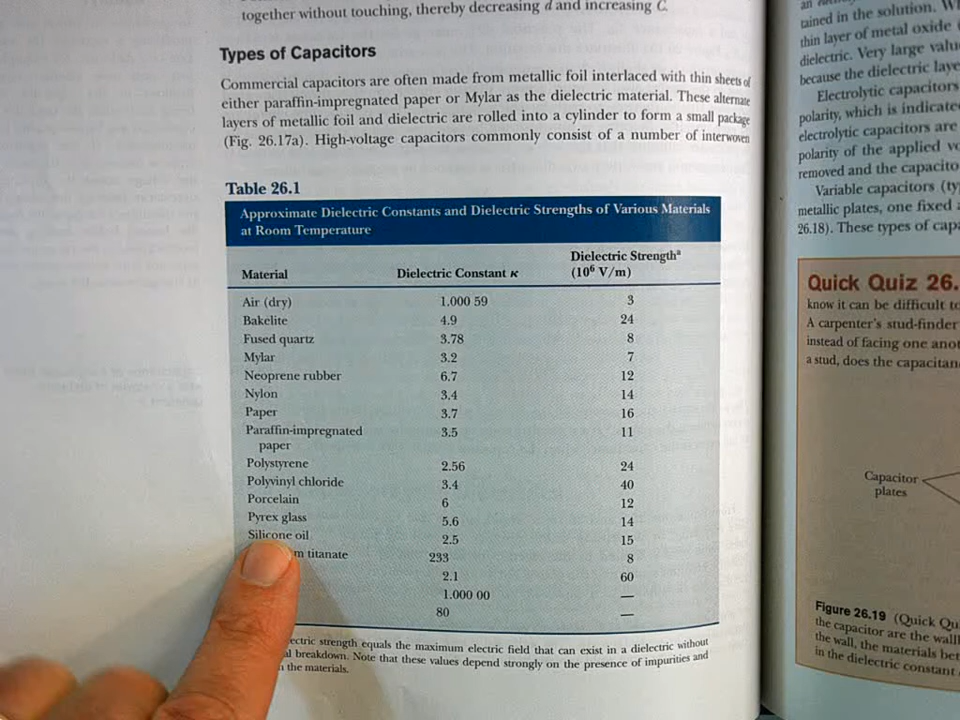 together without touching, thereby decreasing d and increasing C.
Types of Capacitors
Commercial capacitors are often made from metallic foil interlaced with thin sheets of
either paraffin-impregnated paper or Mylar as the dielectric material. These alternate
layers of metallic foil and dielectric are rolled into a cylinder to form a small package
(Fig. 26.17a). High-voltage capacitors commonly consist of a number of interwoven
Table 26.1
Approximate Dielectric Constants and Dielectric Strengths of Various Materials
at Room Temperature
Material Dielectric Constant κ Dielectric Strengthᵃ (10⁶ V/m)
Air (dry) 1.000 59 3
Bakelite 4.9 24
Fused quartz 3.78 8
Mylar 3.2 7
Neoprene rubber 6.7 12
Nylon 3.4 14
Paper 3.7 16
Paraffin-impregnated 3.5 11
paper
Polystyrene 2.56 24
Polyvinyl chloride 3.4 40
Porcelain 6 12
Pyrex glass 5.6 14
Silicone oil 2.5 15
m titanate 233 8
2.1 60
1.000 00 —
80 —
ectric strength equals the maximum electric field that can exist in a dielectric without
al breakdown. Note that these values depend strongly on the presence of impurities and
the materials.
an
tained in the solution.
thin layer of metal oxide
dielectric. Very large
because the dielectric
Electrolytic capacitors
polarity, which is
electrolytic capacitors are
polarity of the applied
removed and the
Variable capacitors
metallic plates, one fixed
26.18). These types of
Quick Quiz 26.
know it can be difficult to
A carpenter's stud-finder
instead of facing one
a stud, does the
Capacitor
plates
Figure 26.19 (Quick
the capacitor are the
the wall, the materials
in the dielectric constant